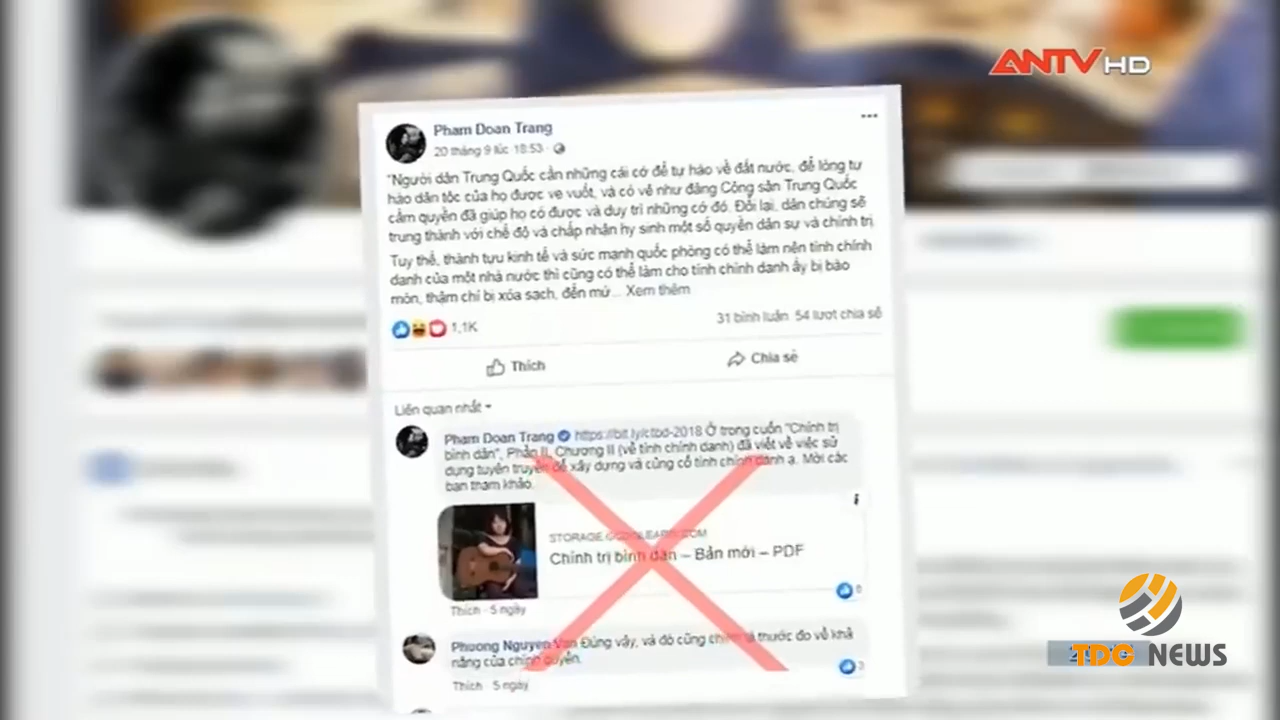 ANTV HD
Pham Doan Trang
20 tháng 9 lúc 18:53
"Người dân Trung Quốc cần những cái cớ để tự hào về đất nước, để lòng tự
hào dân tộc của họ được ve vuốt, và có vẻ như đảng Cộng sản Trung Quốc
cầm quyền đã giúp họ có được và duy trì những cớ đó. Đổi lại, dân chúng sẽ
trung thành với chế độ và chấp nhận hy sinh một số quyền dân sự và chính trị
Tuy thế, thành tựu kinh tế và sức mạnh quốc phòng có thể làm nên tính chính
danh của một nhà nước thì cũng có thể làm cho tính chính danh ấy bị bào
mòn, thậm chí bị xóa sạch, đến mứ... Xem thêm
1,1K
31 bình luận 54 lượt chia sẻ
Thích
Chia sẻ
Liên quan nhất
Pham Doan Trang https://bit.ly/ctbd-2018 Ở trong cuốn "Chính trị
bình dân", Phần II, Chương II (về tính chính danh) đã viết về việc sử
dụng tuyên truyền để xây dựng và củng cố tính chính danh ạ. Mời các
bạn tham khảo.
STORAGE.GOOGLEAPIS.COM
Chính trị bình dân – Bản mới – PDF
6
Thích · 5 ngày
Phuong Nguyen Van Đúng vậy, và đó cũng chính là thước đo về khả
năng của chính quyền.
3
Thích · 5 ngày
TDC NEWS